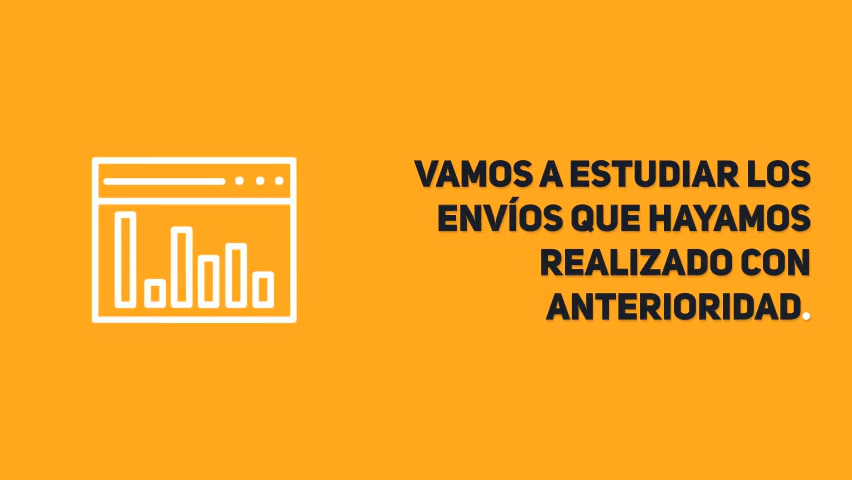 VAMOS A ESTUDIAR LOS
ENVÍOS QUE HAYAMOS
REALIZADO CON
ANTERIORIDAD.